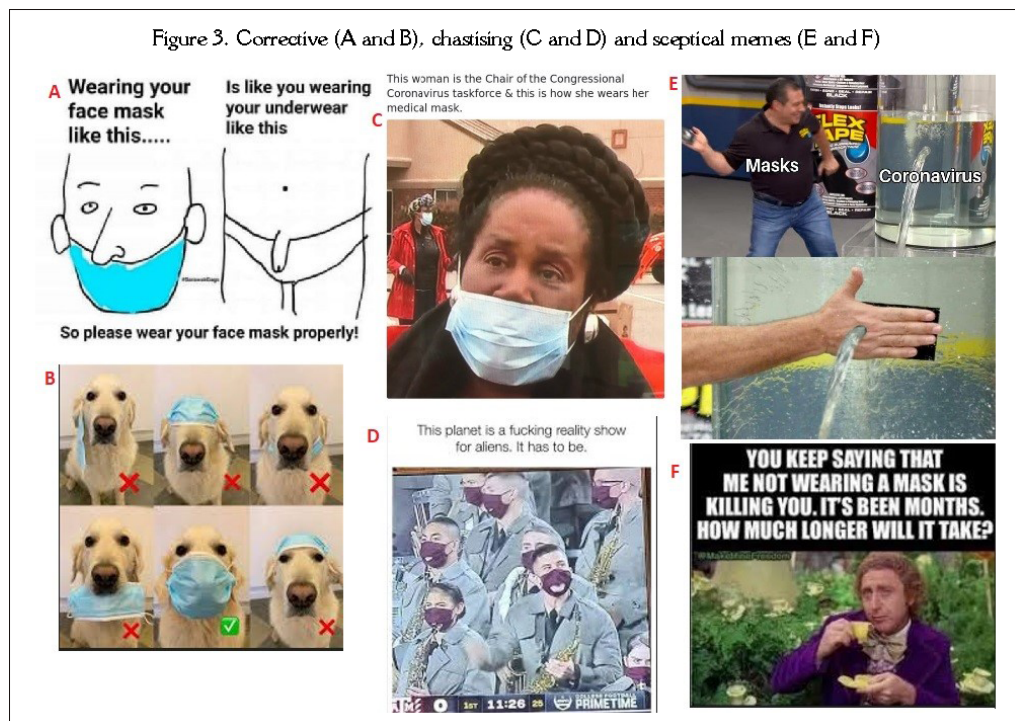 Figure 3. Corrective (A and B), chastising (C and D) and sceptical memes (E and F)
A
Wearing your
face mask
like this.....
Is like you wearing
your underwear
like this
So please wear your face mask properly!
B
This woman is the Chair of the Congressional
Coronavirus taskforce & this is how she wears her
medical mask.
C
D
This planet is a fucking reality show
for aliens. It has to be.
0
1ST
11:26
25
COLLEGE FOOTBALL
PRIMETIME
E
FLEX
TAPE
Masks
Coronavirus
F
YOU KEEP SAYING THAT
ME NOT WEARING A MASK IS
KILLING YOU. IT'S BEEN MONTHS.
HOW MUCH LONGER WILL IT TAKE?
@MakeMineFreedom